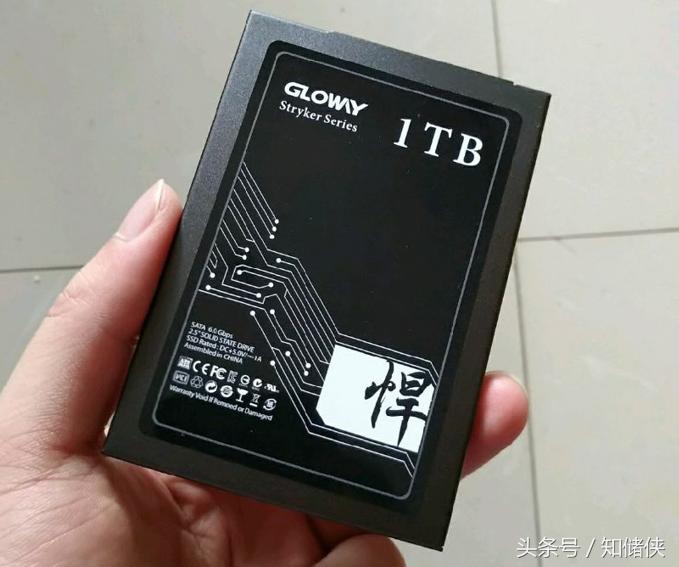 GLOWAY
Stryker Series
1TB
SATA 6.0 Gbps
2.5" SOLID STATE DRIVE
SSD Rated : DC+5.0V/⎓1A
Assembled in CHINA
Warranty Void If Removed or Damaged
悍
头条号 / 知储侠